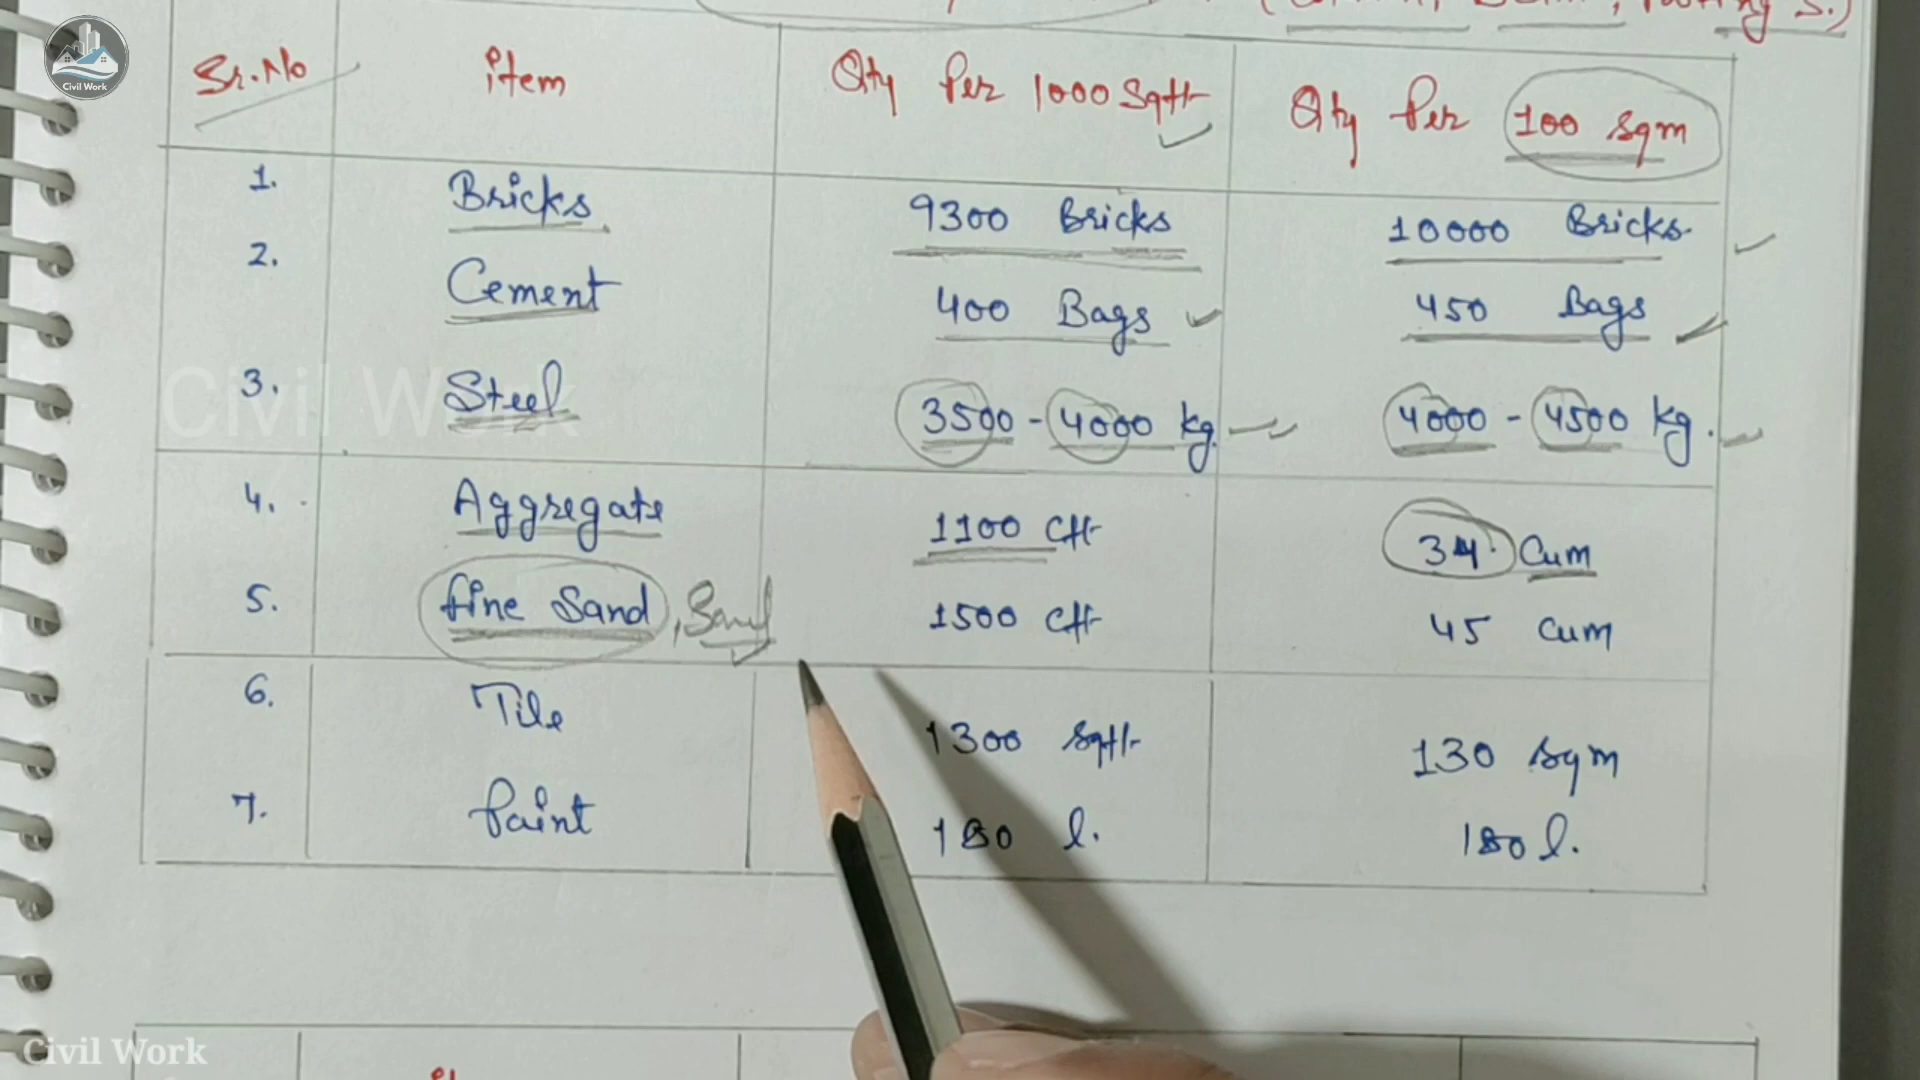 Civil Work
Sr.No item Qty Per 1000 Sqft Qty Per 100 Sqm
1. Bricks 9300 Bricks 10000 Bricks.
2. Cement 400 Bags 450 Bags
3. Steel 3500 - 4000 kg. 4000 - 4500 kg.
Civil Work
4. Aggregate 1100 Cft 34 Cum
5. fine Sand, Sand 1500 Cft 45 Cum
6. Tile 1300 Sqft 130 Sqm
7. Paint 180 l. 180 l.
Civil Work